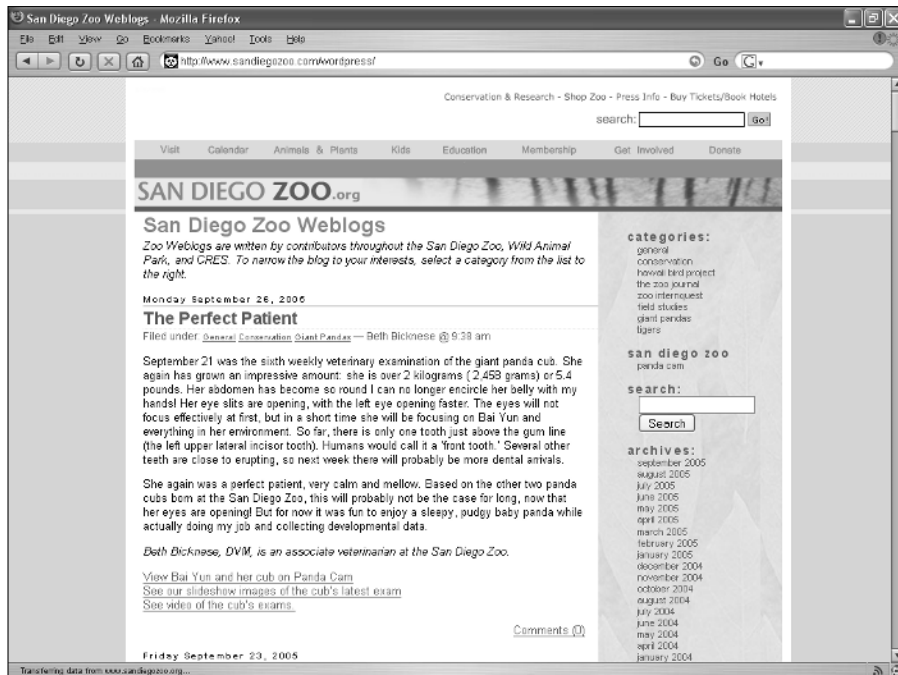 San Diego Zoo Weblogs - Mozilla Firefox
File Edit View Go Bookmarks Yahoo! Tools Help
http://www.sandiegozoo.com/wordpress/
Go
G
Conservation & Research - Shop Zoo - Press Info - Buy Tickets/Book Hotels
search:
Go!
Visit Calendar Animals & Plants Kids Education Membership Get Involved Donate
SAN DIEGO ZOO.org
San Diego Zoo Weblogs
Zoo Weblogs are written by contributors throughout the San Diego Zoo, Wild Animal
Park, and CRES. To narrow the blog to your interests, select a category from the list to
the right.
Monday September 26, 2005
The Perfect Patient
Filed under: General Conservation Giant Pandas — Beth Bicknese @ 9:38 am
September 21 was the sixth weekly veterinary examination of the giant panda cub. She
again has grown an impressive amount: she is over 2 kilograms ( 2,458 grams) or 5.4
pounds. Her abdomen has become so round I can no longer encircle her belly with my
hands! Her eye slits are opening, with the left eye opening faster. The eyes will not
focus effectively at first, but in a short time she will be focusing on Bai Yun and
everything in her environment. So far, there is only one tooth just above the gum line
(the left upper lateral incisor tooth). Humans would call it a 'front tooth.' Several other
teeth are close to erupting, so next week there will probably be more dental arrivals.
She again was a perfect patient, very calm and mellow. Based on the other two panda
cubs born at the San Diego Zoo, this will probably not be the case for long, now that
her eyes are opening! But for now it was fun to enjoy a sleepy, pudgy baby panda while
actually doing my job and collecting developmental data.
Beth Bicknese, DVM, is an associate veterinarian at the San Diego Zoo.
View Bai Yun and her cub on Panda Cam
See our slideshow images of the cub's latest exam
See video of the cub's exams.
Comments (0)
Friday September 23, 2005
categories:
general
conservation
hawaii bird project
the zoo journal
zoo internquest
field studies
giant pandas
tigers
san diego zoo
panda cam
search:
Search
archives:
september 2005
august 2005
july 2005
june 2005
may 2005
april 2005
march 2005
february 2005
january 2005
december 2004
november 2004
october 2004
august 2004
july 2004
june 2004
may 2004
april 2004
january 2004
Transferring data from www.sandiegozoo.org...